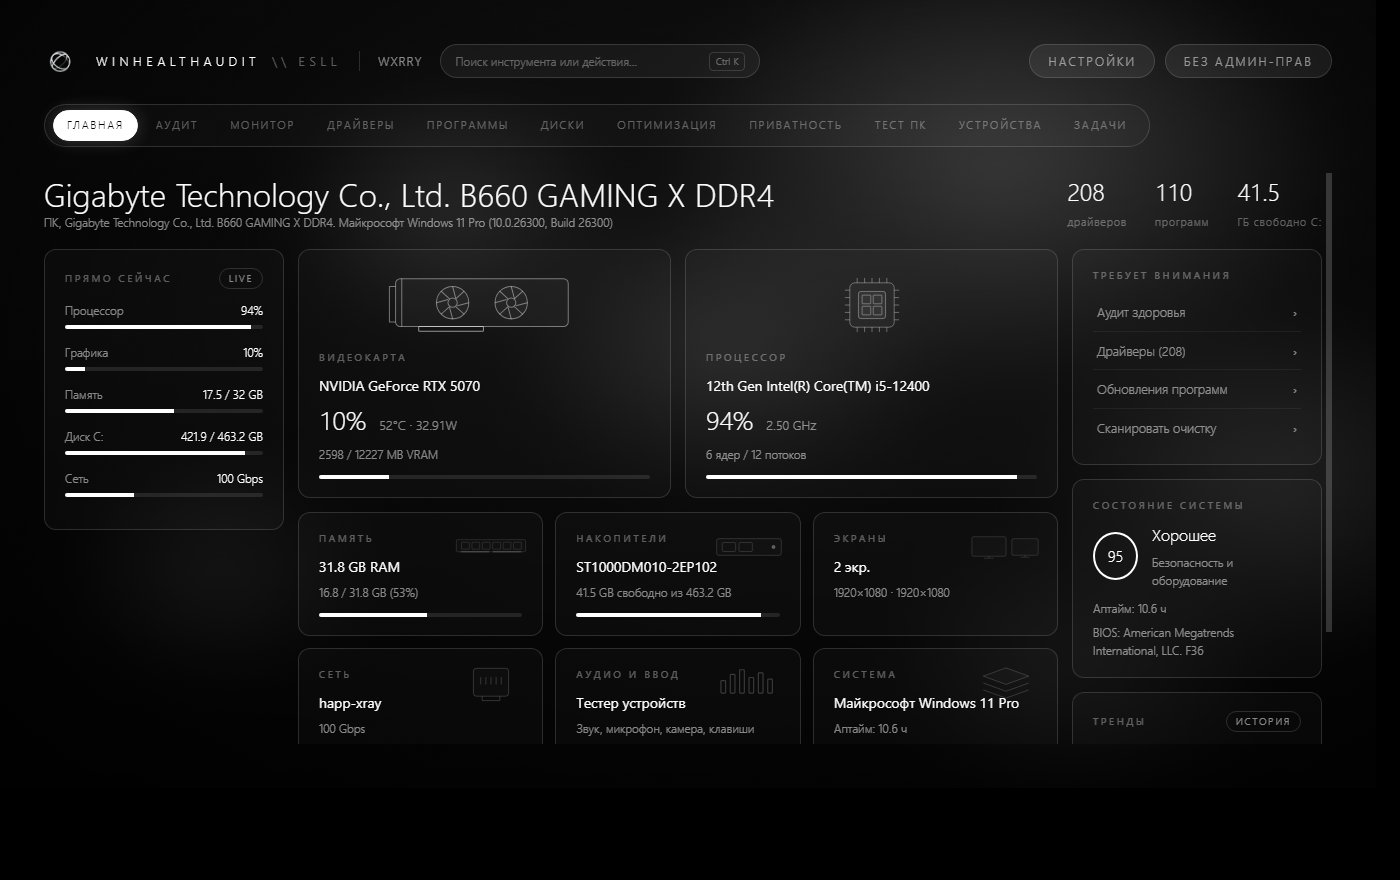 WINHEALTHAUDIT \\ ESLL
WXRRY
Поиск инструмента или действия...
Ctrl K
НАСТРОЙКИ
БЕЗ АДМИН-ПРАВ
ГЛАВНАЯ
АУДИТ
МОНИТОР
ДРАЙВЕРЫ
ПРОГРАММЫ
ДИСКИ
ОПТИМИЗАЦИЯ
ПРИВАТНОСТЬ
ТЕСТ ПК
УСТРОЙСТВА
ЗАДАЧИ
Gigabyte Technology Co., Ltd. B660 GAMING X DDR4
ПК, Gigabyte Technology Co., Ltd. B660 GAMING X DDR4. Майкрософт Windows 11 Pro (10.0.26300, Build 26300)
208
драйверов
110
программ
41.5
ГБ свободно C:
ПРЯМО СЕЙЧАС
LIVE
Процессор
94%
Графика
10%
Память
17.5 / 32 GB
Диск C:
421.9 / 463.2 GB
Сеть
100 Gbps
ВИДЕОКАРТА
NVIDIA GeForce RTX 5070
10%
52°C · 32.91W
2598 / 12227 MB VRAM
ПРОЦЕССОР
12th Gen Intel(R) Core(TM) i5-12400
94%
2.50 GHz
6 ядер / 12 потоков
ПАМЯТЬ
31.8 GB RAM
16.8 / 31.8 GB (53%)
НАКОПИТЕЛИ
ST1000DM010-2EP102
41.5 GB свободно из 463.2 GB
ЭКРАНЫ
2 экр.
1920×1080 · 1920×1080
СЕТЬ
happ-xray
100 Gbps
АУДИО И ВВОД
Тестер устройств
Звук, микрофон, камера, клавиши
СИСТЕМА
Майкрософт Windows 11 Pro
Аптайм: 10.6 ч
ТРЕБУЕТ ВНИМАНИЯ
Аудит здоровья ›
Драйверы (208) ›
Обновления программ ›
Сканировать очистку ›
СОСТОЯНИЕ СИСТЕМЫ
95
Хорошее
Безопасность и
оборудование
Аптайм: 10.6 ч
BIOS: American Megatrends
International, LLC. F36
ТРЕНДЫ
ИСТОРИЯ